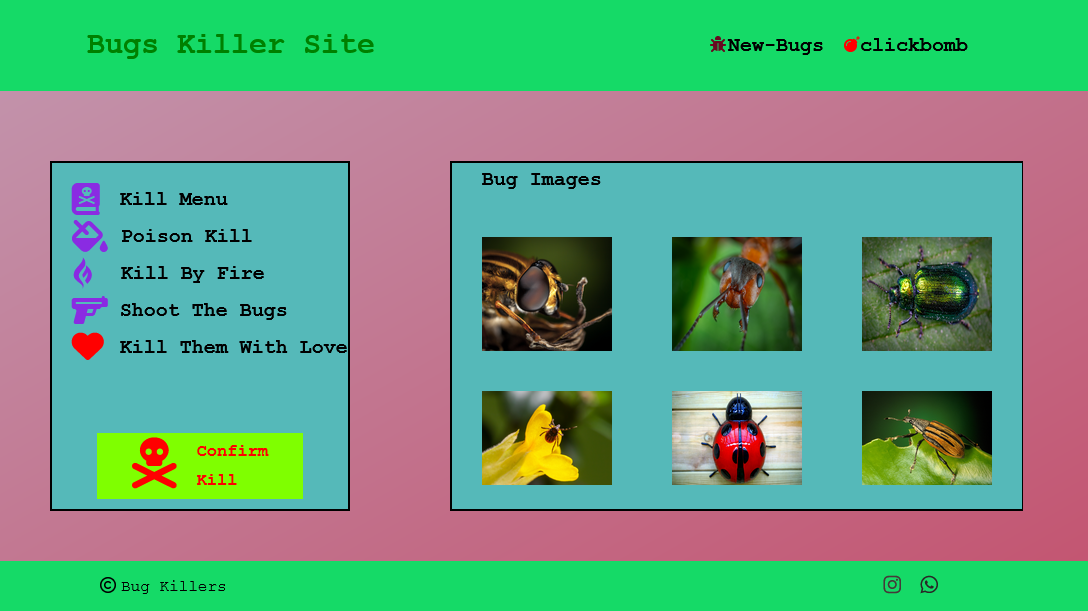 Bugs Killer Site
New-Bugs clickbomb
Kill Menu
Poison Kill
Kill By Fire
Shoot The Bugs
Kill Them With Love
Confirm
Kill
Bug Images
© Bug Killers